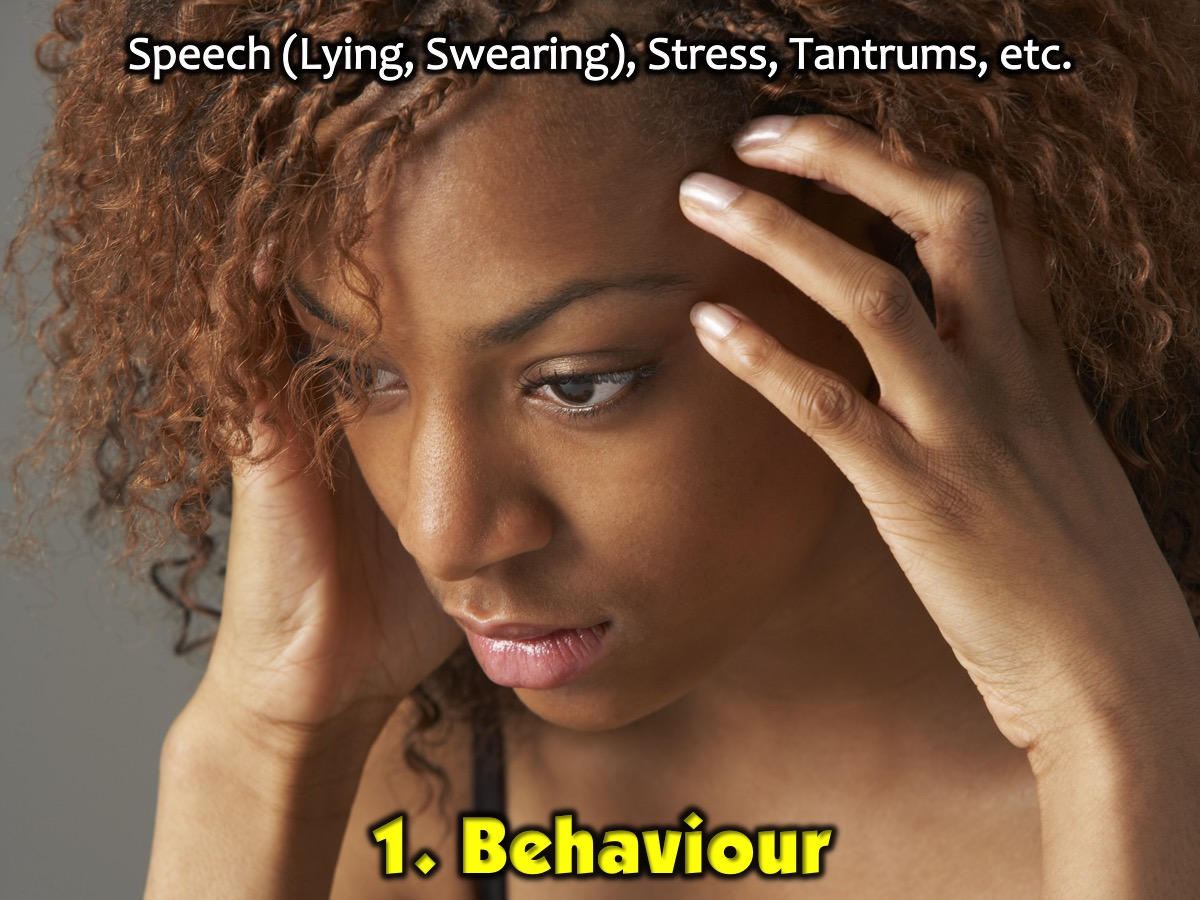 Speech (Lying, Swearing), Stress, Tantrums, etc.
1. Behaviour